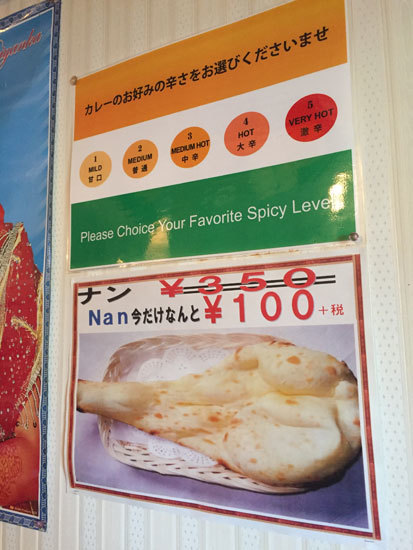 カレーのお好みの辛さをお選びくださいませ
1 MILD 甘口
2 MEDIUM 普通
3 MEDIUM HOT 中辛
4 HOT 大辛
5 VERY HOT 激辛
Please Choice Your Favorite Spicy Level
ナン ¥350
Nan今だけなんと¥100+税